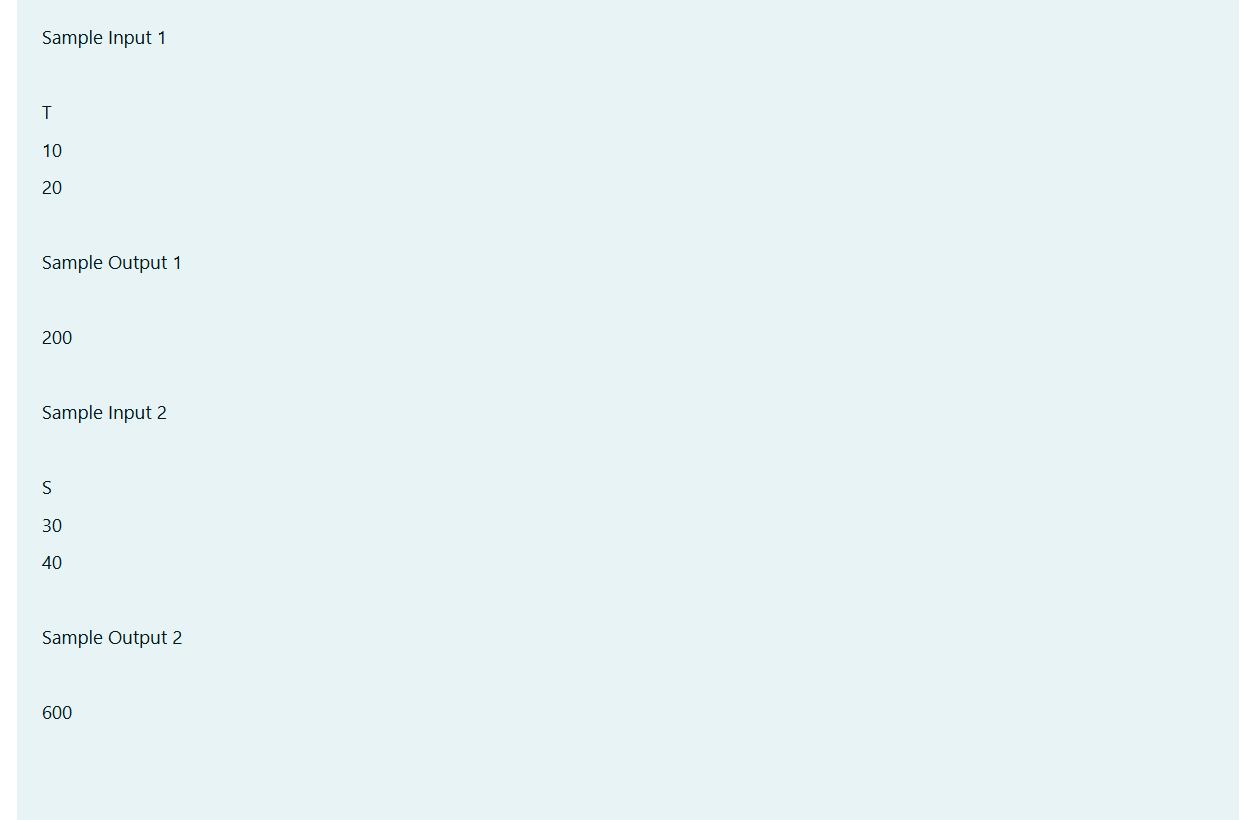 Sample Input 1
T
10
20
Sample Output 1
200
Sample Input 2
S
30
40
Sample Output 2
600